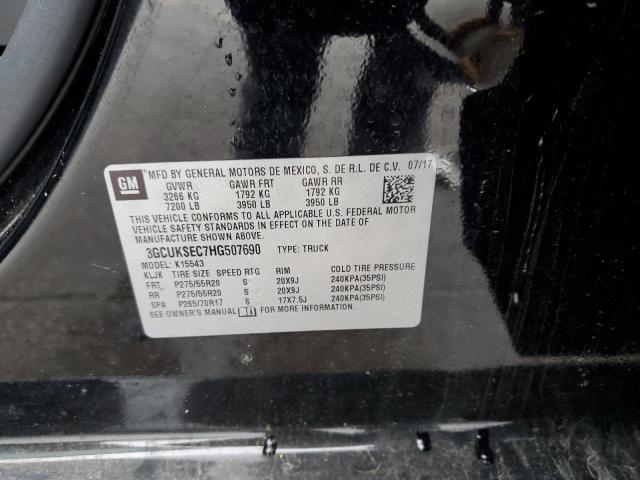 GM
MFD BY GENERAL MOTORS DE MEXICO, S. DE R.L. DE C.V. 07/17
GVWR GAWR FRT GAWR RR
3266 KG 1792 KG 1792 KG
7200 LB 3950 LB 3950 LB
THIS VEHICLE CONFORMS TO ALL APPLICABLE U.S. FEDERAL MOTOR
VEHICLE SAFETY STANDARDS IN EFFECT ON THE DATE OF
MANUFACTURE SHOWN ABOVE.
3GCUKSEC7HG507690 TYPE: TRUCK
MODEL: K15543
KLJK TIRE SIZE SPEED RTG RIM COLD TIRE PRESSURE
FRT P275/55R20 S 20X9J 240KPA(35PSI)
RR P275/55R20 S 20X9J 240KPA(35PSI)
SPA P265/70R17 S 17X7.5J 240KPA(35PSI)
SEE OWNER'S MANUAL FOR MORE INFORMATION.